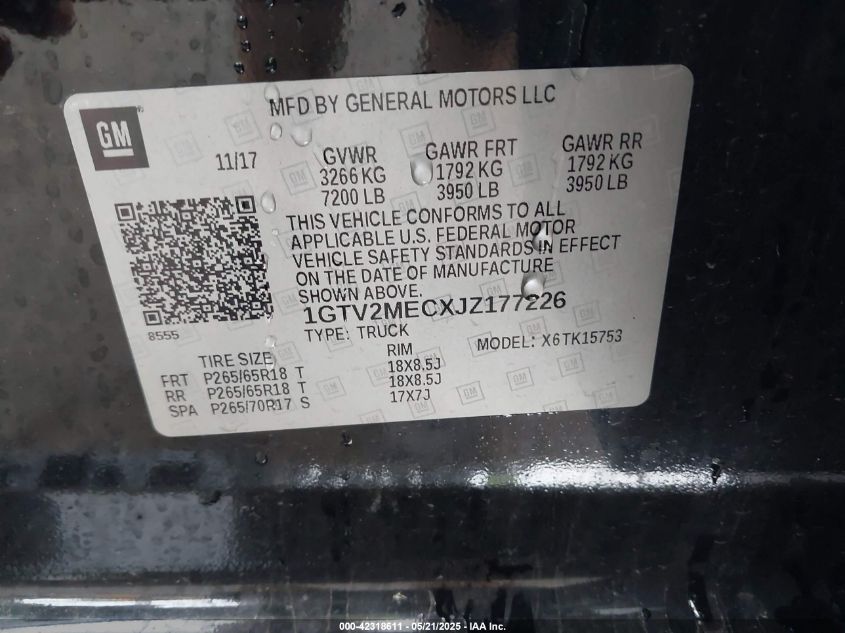 MFD BY GENERAL MOTORS LLC
GM
11/17
GVWR
3266 KG
7200 LB
GAWR FRT
1792 KG
3950 LB
GAWR RR
1792 KG
3950 LB
THIS VEHICLE CONFORMS TO ALL
APPLICABLE U.S. FEDERAL MOTOR
VEHICLE SAFETY STANDARDS IN EFFECT
ON THE DATE OF MANUFACTURE
SHOWN ABOVE.
1GTV2MECXJZ177226
8555
TYPE: TRUCK
MODEL: X6TK15753
TIRE SIZE
RIM
FRT P265/65R18 T 18X8.5J
RR P265/65R18 T 18X8.5J
SPA P265/70R17 S 17X7J
000-42318611 - 05/21/2025 - IAA Inc.